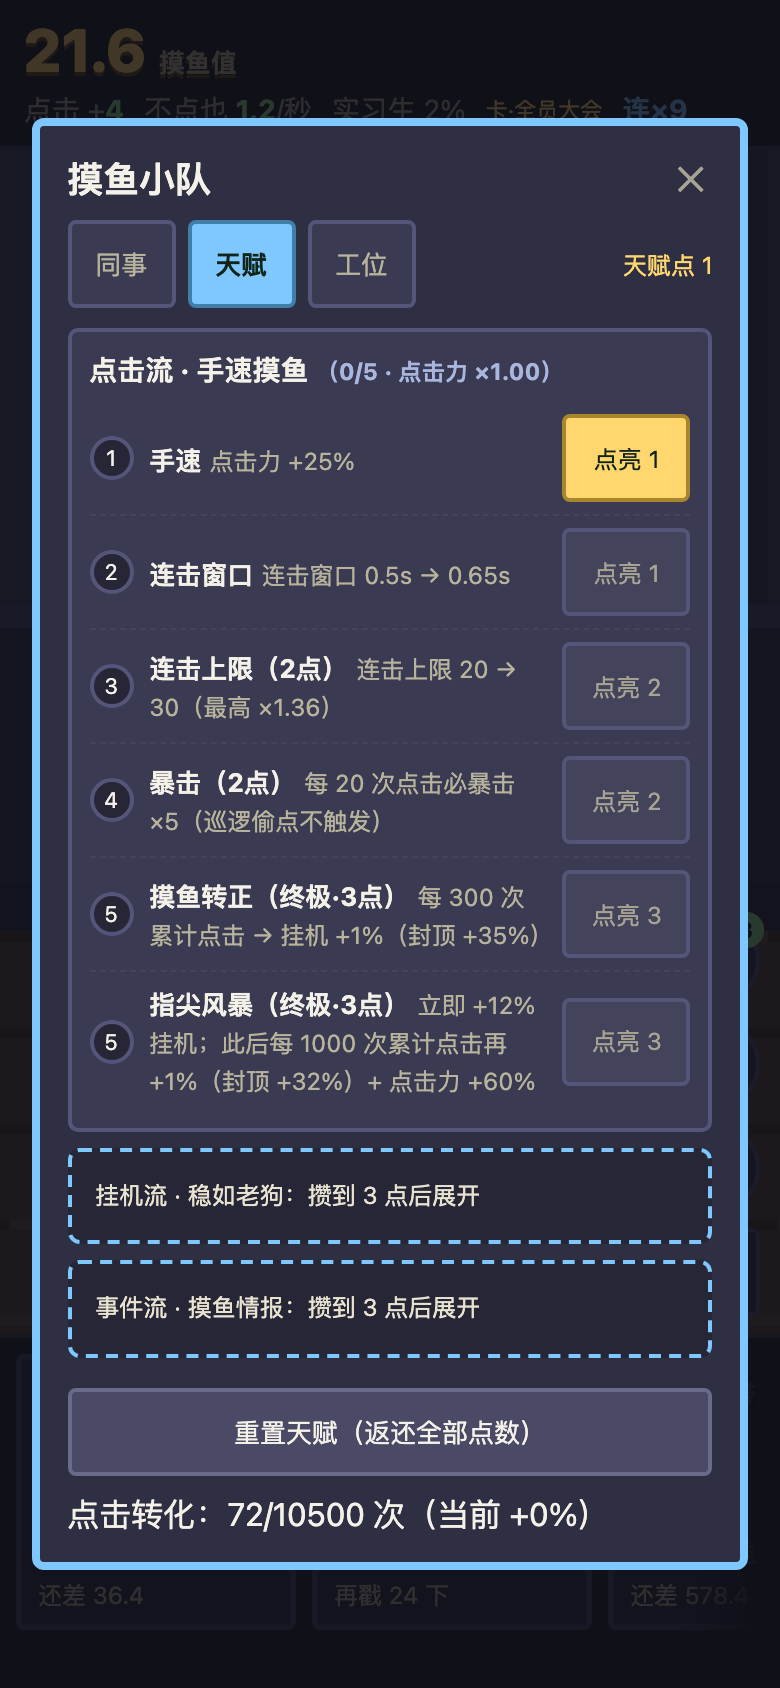 21.6 摸鱼值
点击 +4 不点也 1.2/秒 实习生 2% 卡·全员大会 连×9
摸鱼小队
同事 天赋 工位 天赋点 1
点击流 · 手速摸鱼（0/5 · 点击力 ×1.00）
1 手速 点击力 +25% 点亮 1
2 连击窗口 连击窗口 0.5s → 0.65s 点亮 1
3 连击上限（2点） 连击上限 20 →
30（最高 ×1.36） 点亮 2
4 暴击（2点） 每 20 次点击必暴击
×5（巡逻偷点不触发） 点亮 2
5 摸鱼转正（终极·3点） 每 300 次
累计点击 → 挂机 +1%（封顶 +35%） 点亮 3
指尖风暴（终极·3点） 立即 +12%
5 挂机；此后每 1000 次累计点击再 点亮 3
+1%（封顶 +32%）+ 点击力 +60%
挂机流 · 稳如老狗：攒到 3 点后展开
事件流 · 摸鱼情报：攒到 3 点后展开
重置天赋（返还全部点数）
点击转化：72/10500 次（当前 +0%）
还差 36.4 再戳 24 下 还差 578.4